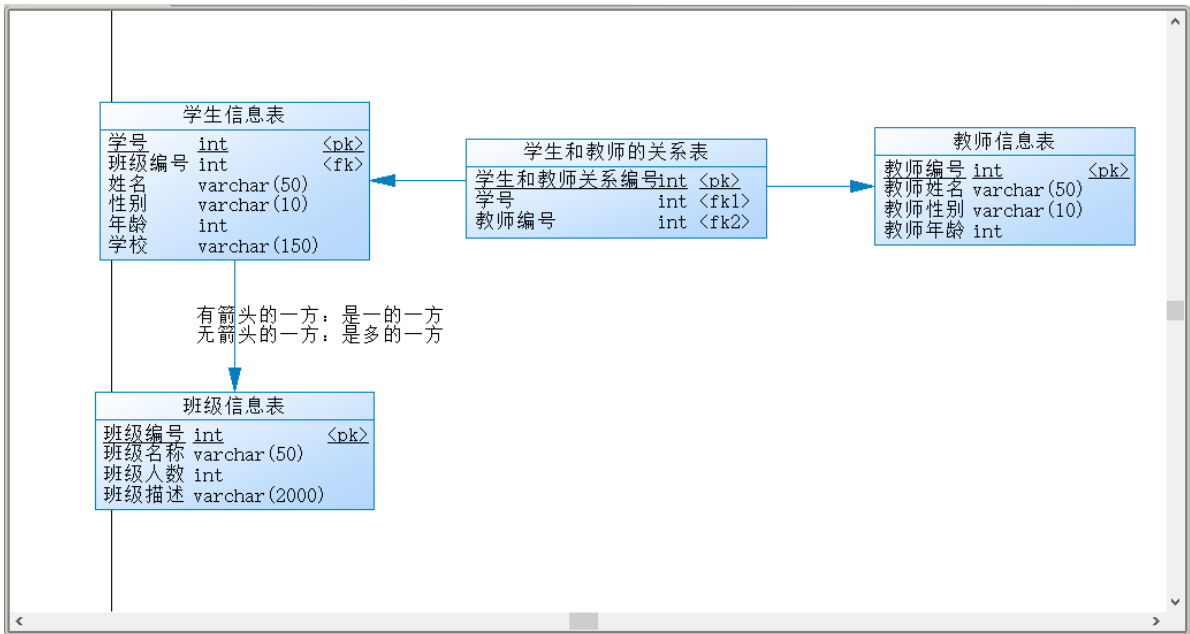 学生信息表
学号 int <pk>
班级编号 int <fk>
姓名 varchar(50)
性别 varchar(10)
年龄 int
学校 varchar(150)
学生和教师的关系表
学生和教师关系编号int <pk>
学号 int <fk1>
教师编号 int <fk2>
教师信息表
教师编号 int <pk>
教师姓名 varchar(50)
教师性别 varchar(10)
教师年龄 int
有箭头的一方：是一的一方
无箭头的一方：是多的一方
班级信息表
班级编号 int <pk>
班级名称 varchar(50)
班级人数 int
班级描述 varchar(2000)